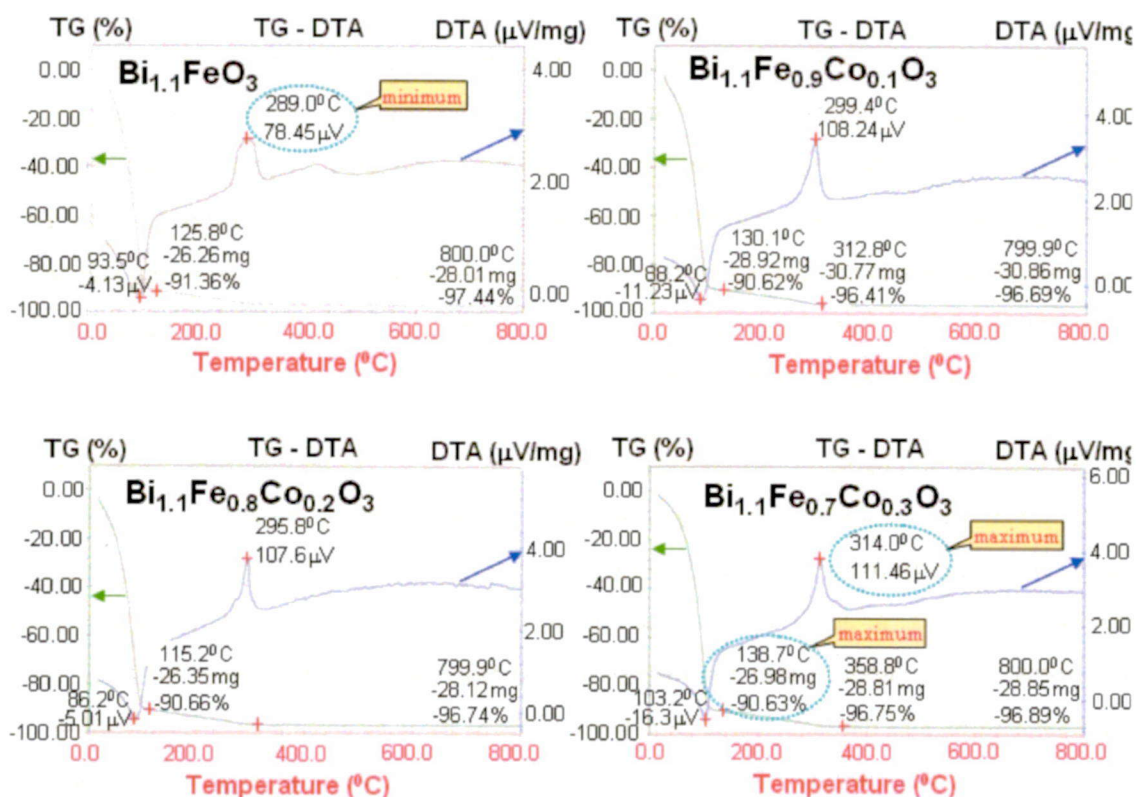 TG (%) TG - DTA DTA (µV/mg)
Bi1.1FeO3
minimum
289.0⁰C
78.45µV
0.00
-20.00
-40.00
-60.00
-80.00
-100.00
4.00
2.00
0.00
93.5⁰C
-4.13µV
125.8⁰C
-26.26mg
-91.36%
800.0⁰C
-28.01mg
-97.44%
0.0 200.0 400.0 600.0 800.0
Temperature (⁰C)
TG (%) TG - DTA DTA (µV/mg)
Bi1.1Fe0.9Co0.1O3
299.4⁰C
108.24µV
0.00
-20.00
-40.00
-60.00
-80.00
-100.00
4.00
2.00
0.00
88.2⁰C
-11.23µV
130.1⁰C
-28.92mg
-90.62%
312.8⁰C
-30.77mg
-96.41%
799.9⁰C
-30.86mg
-96.69%
0.0 200.0 400.0 600.0 800.0
Temperature (⁰C)
TG (%) TG - DTA DTA (µV/mg)
Bi1.1Fe0.8Co0.2O3
295.8⁰C
107.6µV
0.00
-20.00
-40.00
-60.00
-80.00
-100.00
4.00
2.00
0.00
86.2⁰C
-5.01µV
115.2⁰C
-26.35mg
-90.66%
799.9⁰C
-28.12mg
-96.74%
0.0 200.0 400.0 600.0 800.0
Temperature (⁰C)
TG (%) TG - DTA DTA (µV/mg)
Bi1.1Fe0.7Co0.3O3
maximum
314.0⁰C
111.46µV
maximum
0.00
-20.00
-40.00
-60.00
-80.00
-100.00
6.00
4.00
2.00
0.00
103.2⁰C
-16.3µV
138.7⁰C
-26.98mg
-90.63%
358.8⁰C
-28.81mg
-96.75%
800.0⁰C
-28.85mg
-96.89%
0.0 200.0 400.0 600.0 800.0
Temperature (⁰C)